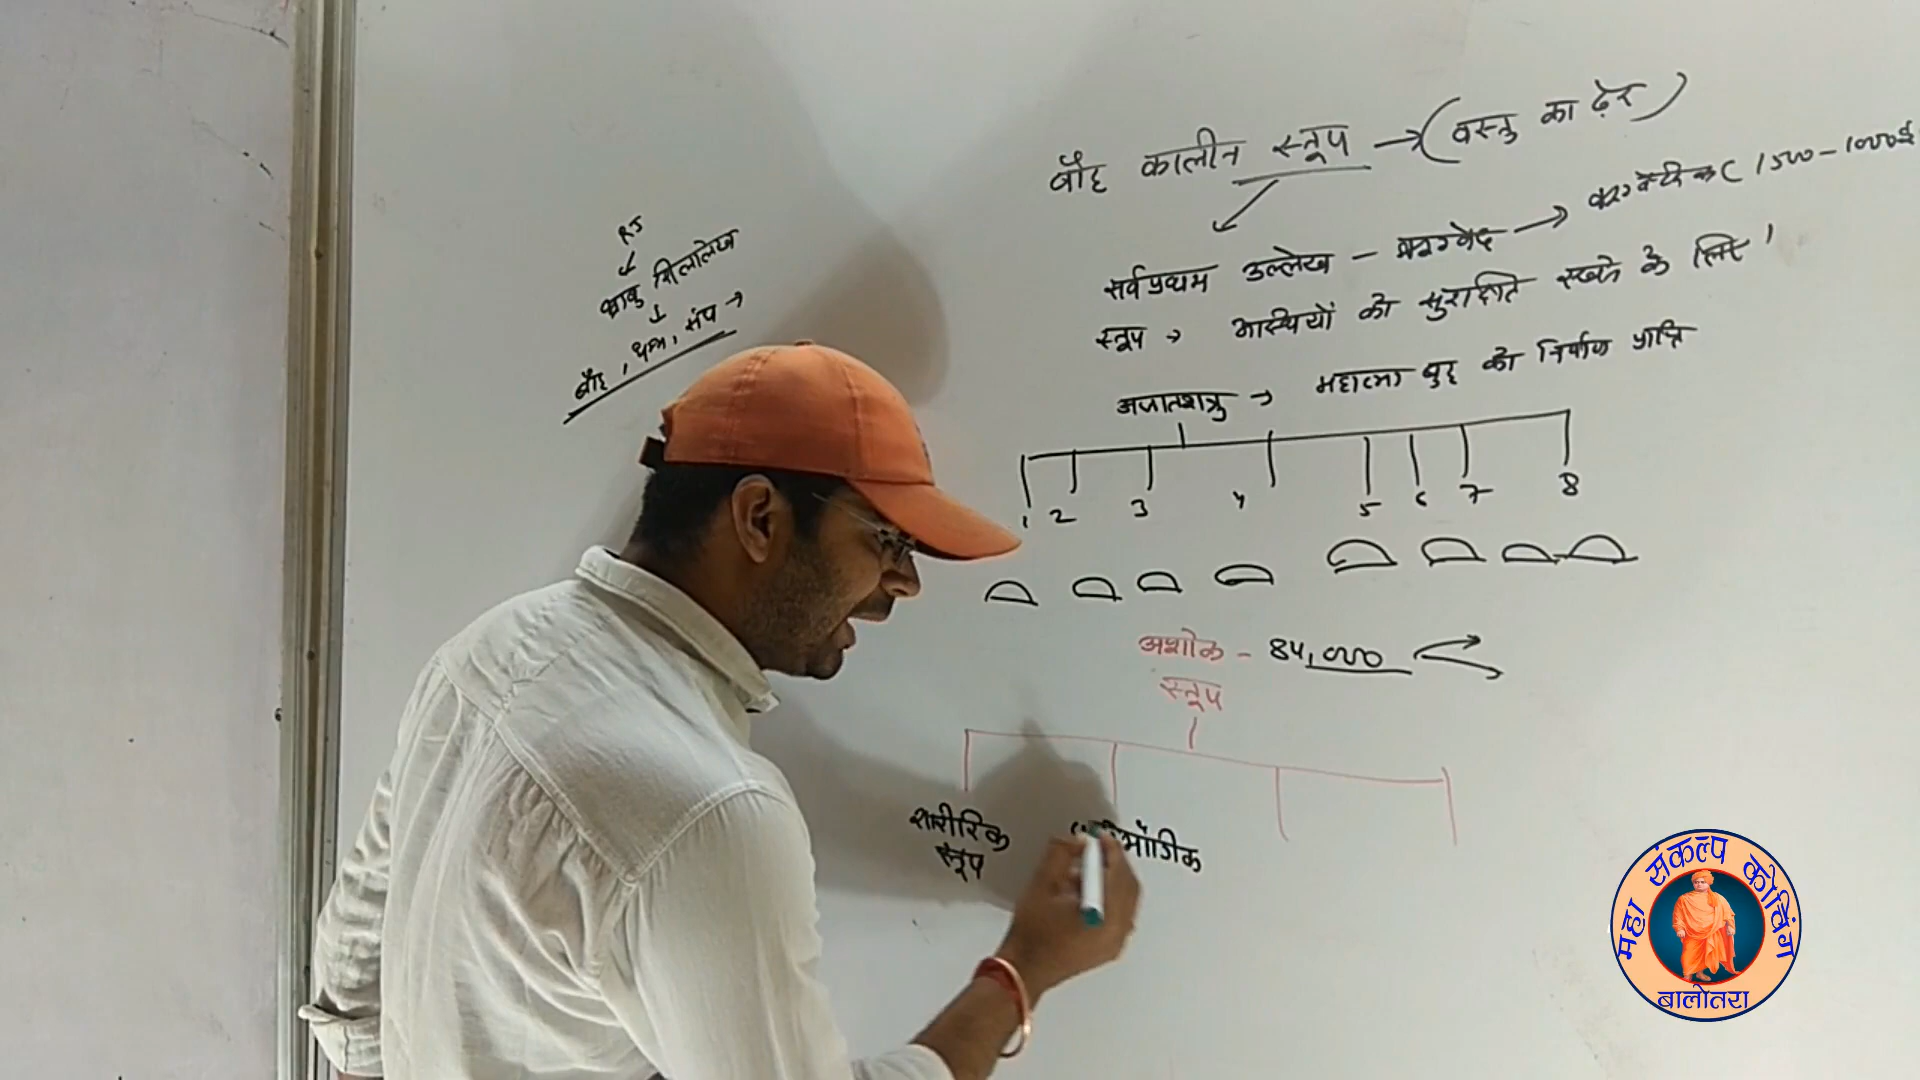 बौद्ध कालीन स्तूप → (वस्तु का ढेर)
सर्वप्रथम उल्लेख - ऋग्वेद → ऋग्वैदिक (1500-1000ई
स्तूप → अस्थियों को सुरक्षित रखने के लिए
अजातशत्रु → महात्मा बुद्ध को निर्वाण प्राप्ति
1 2 3 4 5 6 7 8
अशोक - 84,000
स्तूप
शारीरिक
स्तूप
RJ
↓
भाब्रु शिलालेख
↓
बौद्ध, धम्म, संघ →
महा संकल्प कोचिंग
बालोतरा